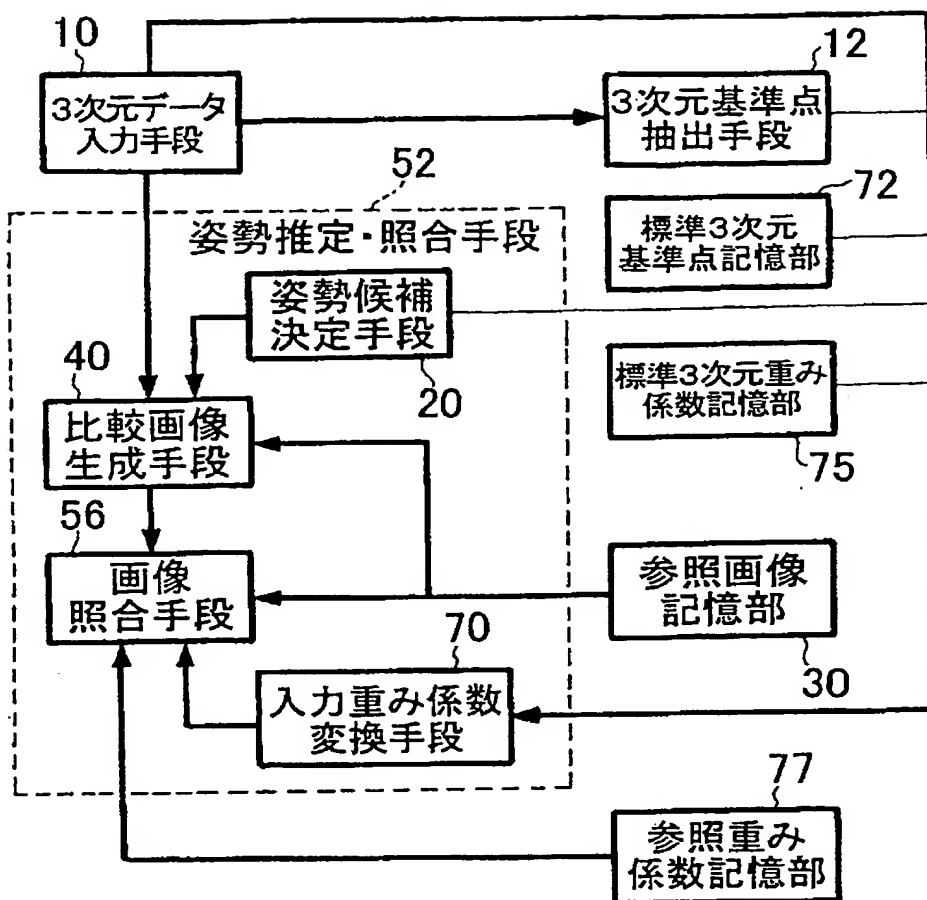 10
3次元データ
入力手段
12
3次元基準点
抽出手段
52
姿勢推定・照合手段
72
標準3次元
基準点記憶部
姿勢候補
決定手段
20
40
比較画像
生成手段
標準3次元重み
係数記憶部
75
56
画像
照合手段
参照画像
記憶部
30
70
入力重み係数
変換手段
77
参照重み
係数記憶部